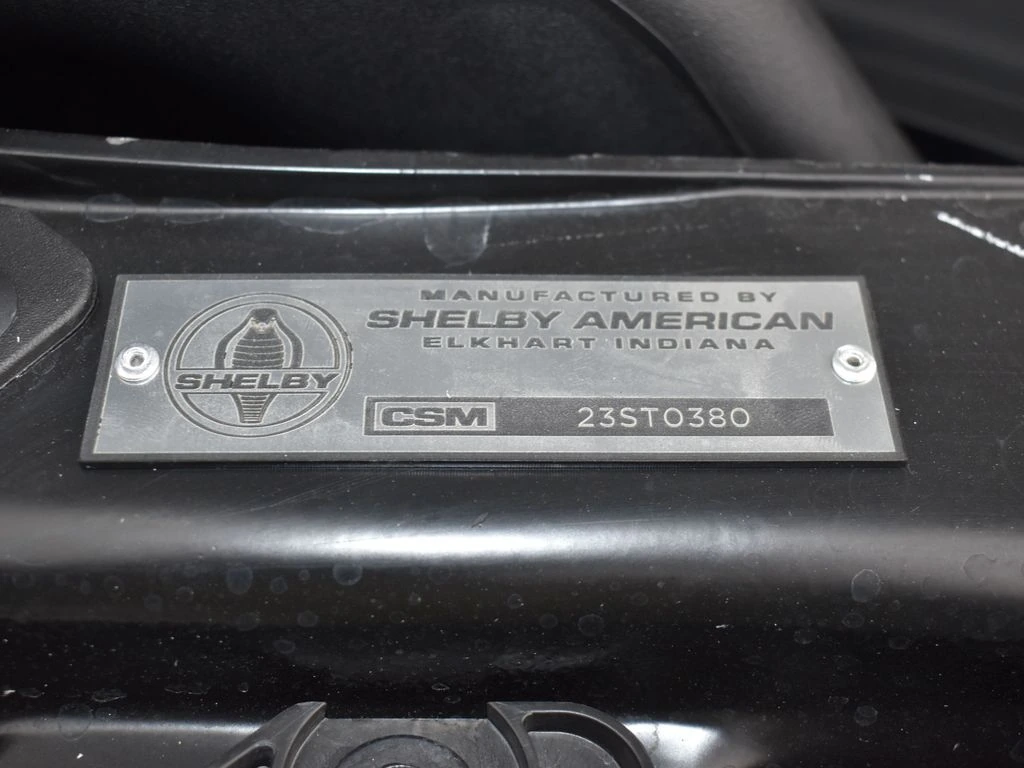 MANUFACTURED BY
SHELBY AMERICAN
ELKHART INDIANA
SHELBY
CSM 23ST0380